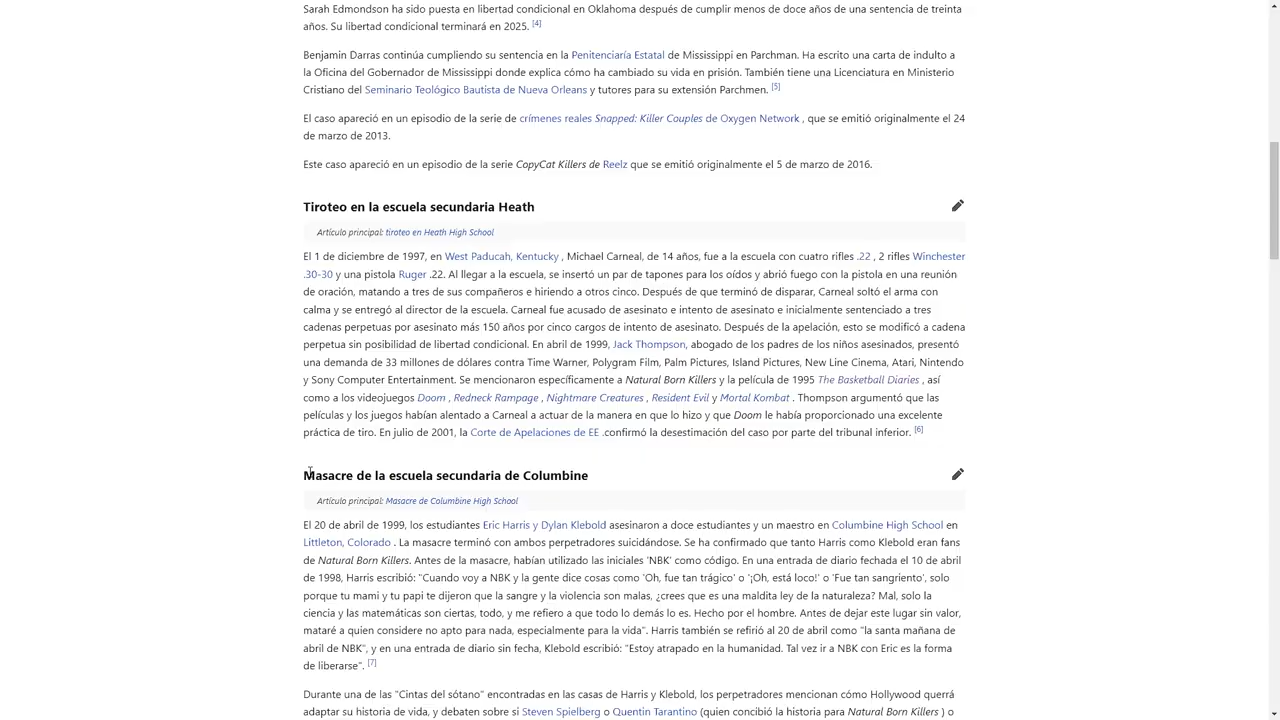 Sarah Edmondson ha sido puesta en libertad condicional en Oklahoma después de cumplir menos de doce años de una sentencia de treinta
años. Su libertad condicional terminará en 2025. [4]
Benjamin Darras continúa cumpliendo su sentencia en la Penitenciaría Estatal de Mississippi en Parchman. Ha escrito una carta de indulto a
la Oficina del Gobernador de Mississippi donde explica cómo ha cambiado su vida en prisión. También tiene una Licenciatura en Ministerio
Cristiano del Seminario Teológico Bautista de Nueva Orleans y tutores para su extensión Parchmen. [5]
El caso apareció en un episodio de la serie de crímenes reales Snapped: Killer Couples de Oxygen Network , que se emitió originalmente el 24
de marzo de 2013.
Este caso apareció en un episodio de la serie CopyCat Killers de Reelz que se emitió originalmente el 5 de marzo de 2016.
Tiroteo en la escuela secundaria Heath
Artículo principal: tiroteo en Heath High School
El 1 de diciembre de 1997, en West Paducah, Kentucky , Michael Carneal, de 14 años, fue a la escuela con cuatro rifles .22 , 2 rifles Winchester
.30-30 y una pistola Ruger .22. Al llegar a la escuela, se insertó un par de tapones para los oídos y abrió fuego con la pistola en una reunión
de oración, matando a tres de sus compañeros e hiriendo a otros cinco. Después de que terminó de disparar, Carneal soltó el arma con
calma y se entregó al director de la escuela. Carneal fue acusado de asesinato e intento de asesinato e inicialmente sentenciado a tres
cadenas perpetuas por asesinato más 150 años por cinco cargos de intento de asesinato. Después de la apelación, esto se modificó a cadena
perpetua sin posibilidad de libertad condicional. En abril de 1999, Jack Thompson, abogado de los padres de los niños asesinados, presentó
una demanda de 33 millones de dólares contra Time Warner, Polygram Film, Palm Pictures, Island Pictures, New Line Cinema, Atari, Nintendo
y Sony Computer Entertainment. Se mencionaron específicamente a Natural Born Killers y la película de 1995 The Basketball Diaries , así
como a los videojuegos Doom , Redneck Rampage , Nightmare Creatures , Resident Evil y Mortal Kombat . Thompson argumentó que las
películas y los juegos habían alentado a Carneal a actuar de la manera en que lo hizo y que Doom le había proporcionado una excelente
práctica de tiro. En julio de 2001, la Corte de Apelaciones de EE .confirmó la desestimación del caso por parte del tribunal inferior. [6]
Masacre de la escuela secundaria de Columbine
Artículo principal: Masacre de Columbine High School
El 20 de abril de 1999, los estudiantes Eric Harris y Dylan Klebold asesinaron a doce estudiantes y un maestro en Columbine High School en
Littleton, Colorado . La masacre terminó con ambos perpetradores suicidándose. Se ha confirmado que tanto Harris como Klebold eran fans
de Natural Born Killers. Antes de la masacre, habían utilizado las iniciales 'NBK' como código. En una entrada de diario fechada el 10 de abril
de 1998, Harris escribió: "Cuando voy a NBK y la gente dice cosas como 'Oh, fue tan trágico' o '¡Oh, está loco!' o 'Fue tan sangriento', solo
porque tu mami y tu papi te dijeron que la sangre y la violencia son malas, ¿crees que es una maldita ley de la naturaleza? Mal, solo la
ciencia y las matemáticas son ciertas, todo, y me refiero a que todo lo demás lo es. Hecho por el hombre. Antes de dejar este lugar sin valor,
mataré a quien considere no apto para nada, especialmente para la vida". Harris también se refirió al 20 de abril como "la santa mañana de
abril de NBK", y en una entrada de diario sin fecha, Klebold escribió: "Estoy atrapado en la humanidad. Tal vez ir a NBK con Eric es la forma
de liberarse". [7]
Durante una de las "Cintas del sótano" encontradas en las casas de Harris y Klebold, los perpetradores mencionan cómo Hollywood querrá
adaptar su historia de vida, y debaten sobre si Steven Spielberg o Quentin Tarantino (quien concibió la historia para Natural Born Killers ) o